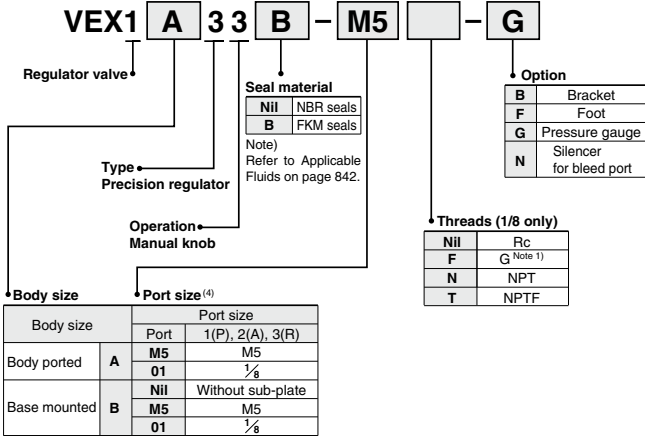 VEX1 A 3 3 B - M5 - G
Regulator valve
Seal material
Nil NBR seals
B FKM seals
Note)
Refer to Applicable
Fluids on page 842.
Option
B Bracket
F Foot
G Pressure gauge
N Silencer
for bleed port
Type
Precision regulator
Operation
Manual knob
Threads (1/8 only)
Nil Rc
F G Note 1)
N NPT
T NPTF
Body size
Port size (4)
Body size Port size
Port 1(P), 2(A), 3(R)
Body ported A M5 M5
01 1/8
Base mounted B Nil Without sub-plate
M5 M5
01 1/8